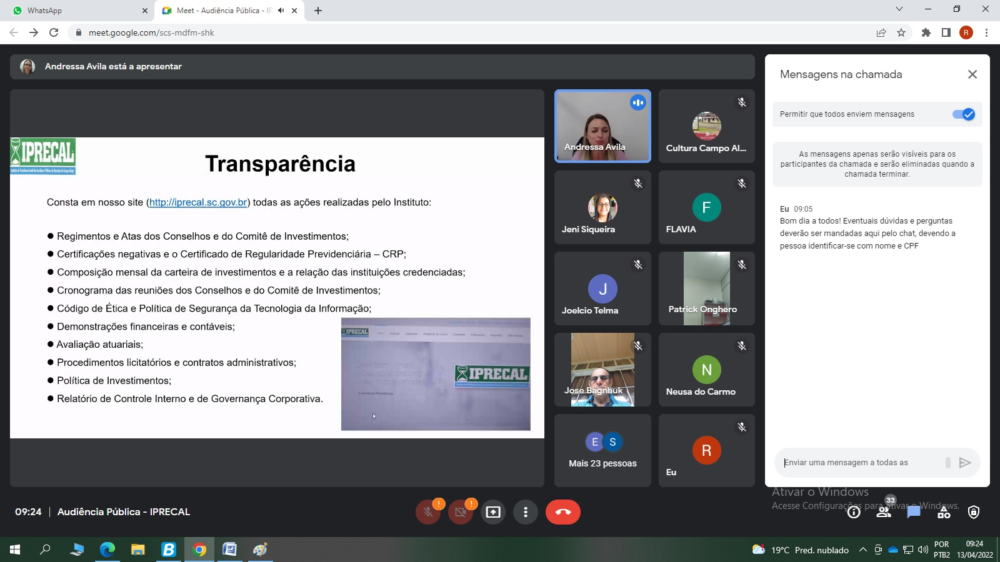 WhatsApp
Meet - Audiência Pública - IP
meet.google.com/scs-mdfm-shk
R
Andressa Avila está a apresentar
IPRECAL
Transparência
Consta em nosso site (http://iprecal.sc.gov.br) todas as ações realizadas pelo Instituto:
● Regimentos e Atas dos Conselhos e do Comitê de Investimentos;
● Certificações negativas e o Certificado de Regularidade Previdenciária – CRP;
● Composição mensal da carteira de investimentos e a relação das instituições credenciadas;
● Cronograma das reuniões dos Conselhos e do Comitê de Investimentos;
● Código de Ética e Política de Segurança da Tecnologia da Informação;
● Demonstrações financeiras e contáveis;
● Avaliação atuariais;
● Procedimentos licitatórios e contratos administrativos;
● Política de Investimentos;
● Relatório de Controle Interno e de Governança Corporativa.
IPRECAL
IPRECAL
Andressa Avila
Cultura Campo Al...
Jeni Siqueira
F
FLAVIA
J
Joelcio Telma
Patrick Onghero
Jose Bagnhuk
N
Neusa do Carmo
E S
Mais 23 pessoas
R
Eu
Mensagens na chamada
Permitir que todos enviem mensagens
As mensagens apenas serão visíveis para os
participantes da chamada e serão eliminadas quando a
chamada terminar.
Eu 09:05
Bom dia a todos! Eventuais dúvidas e perguntas
deverão ser mandadas aqui pelo chat, devendo a
pessoa identificar-se com nome e CPF
Enviar uma mensagem a todas as
Ativar o Windows
Acesse Configurações para ativar o Windows.
33
09:24
Audiência Pública - IPRECAL
19°C Pred. nublado
POR
PTB2
09:24
13/04/2022